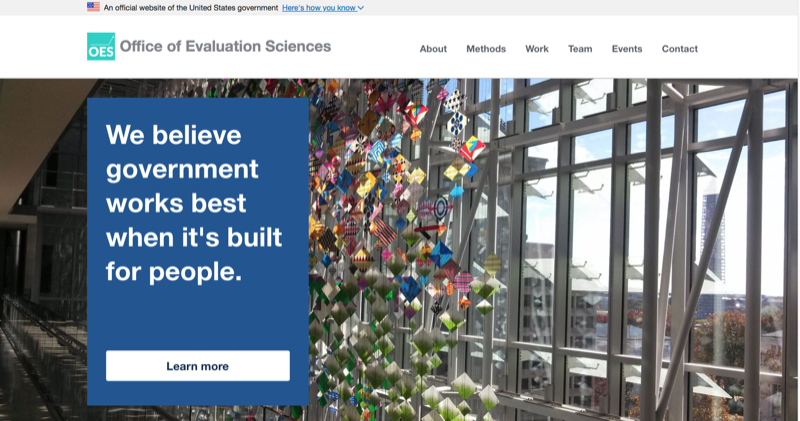 An official website of the United States government Here's how you know
OES Office of Evaluation Sciences
About Methods Work Team Events Contact
We believe
government
works best
when it's built
for people.
Learn more